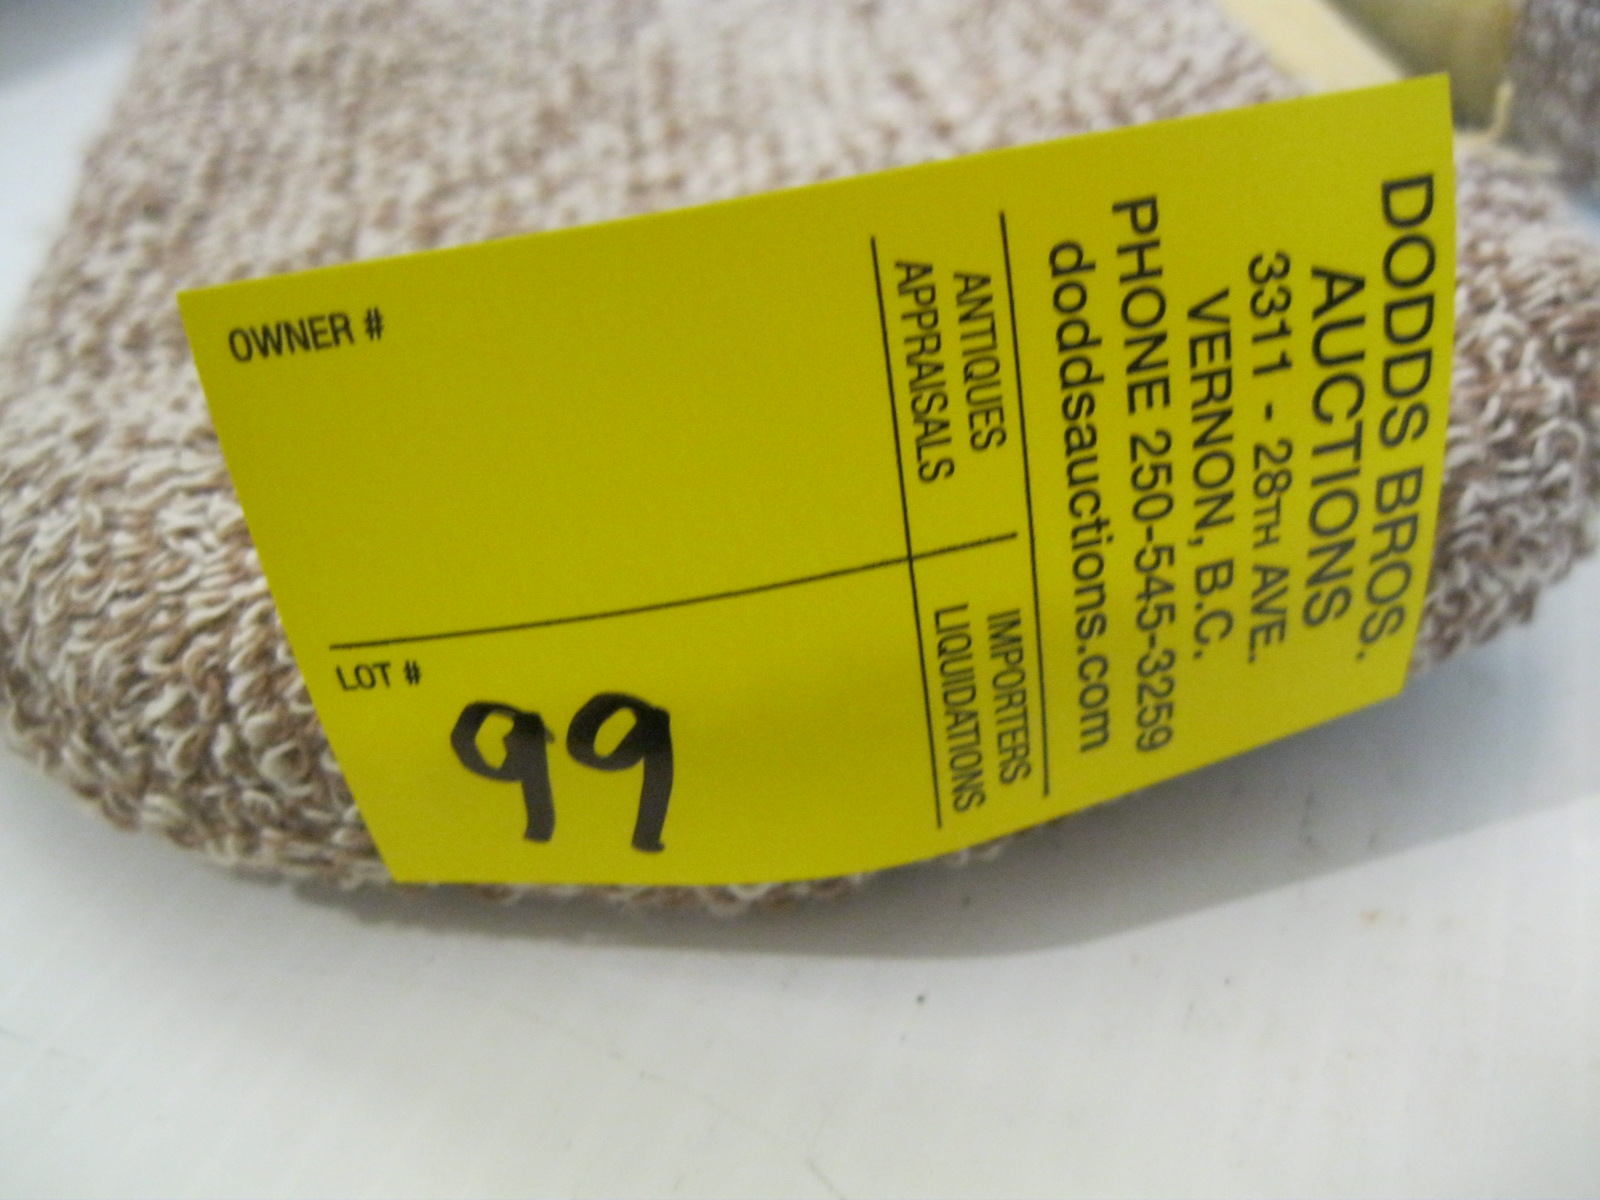 DODDS BROS.
AUCTIONS
3311 - 28TH AVE.
VERNON, B.C.
PHONE 250-545-3259
doddsauctions.com
ANTIQUES
APPRAISALS
IMPORTERS
LIQUIDATIONS
OWNER #
LOT #
99